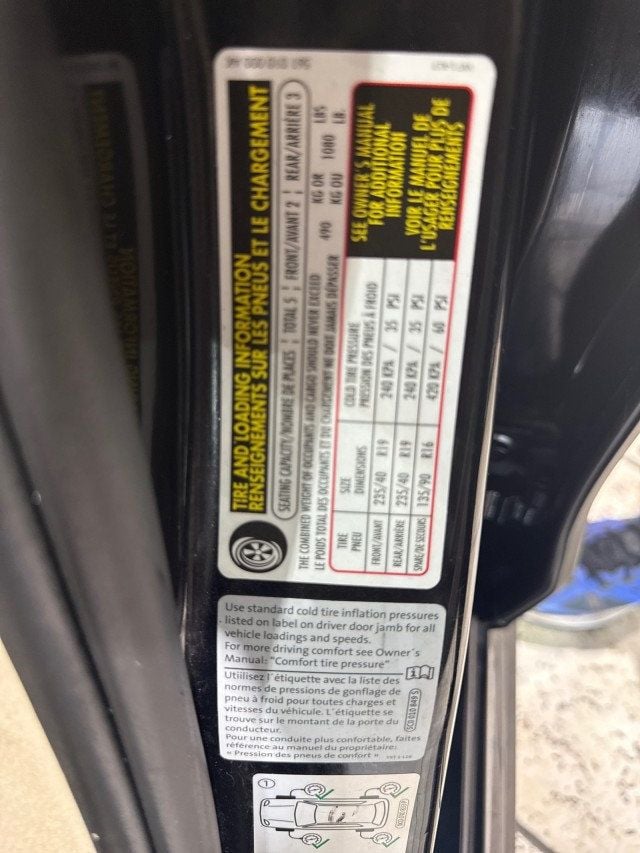 TIRE AND LOADING INFORMATION
RENSEIGNEMENTS SUR LES PNEUS ET LE CHARGEMENT
SEATING CAPACITY/NOMBRE DE PLACES TOTAL 5 FRONT/AVANT 2 REAR/ARRIÈRE 3
THE COMBINED WEIGHT OF OCCUPANTS AND CARGO SHOULD NEVER EXCEED 490 KG OR 1080 LBS
LE POIDS TOTAL DES OCCUPANTS ET DU CHARGEMENT NE DOIT JAMAIS DÉPASSER KG OU LB.
TIRE SIZE COLD TIRE PRESSURE
PNEU DIMENSIONS PRESSION DES PNEUS À FROID
FRONT/AVANT 235/40 R19 240 KPA / 35 PSI
REAR/ARRIÈRE 235/40 R19 240 KPA / 35 PSI
SPARE/DE SECOURS 135/90 R16 420 KPA / 60 PSI
SEE OWNER'S MANUAL
FOR ADDITIONAL
INFORMATION
VOIR LE MANUEL DE
L'USAGER POUR PLUS DE
RENSEIGNEMENTS
Use standard cold tire inflation pressures
listed on label on driver door jamb for all
vehicle loadings and speeds.
For more driving comfort see Owner's
Manual: "Comfort tire pressure"
Utiilisez l'étiquette avec la liste des
normes de pressions de gonflage de
pneu à froid pour toutes charges et
vitesses du véhicule. L'étiquette se
trouve sur le montant de la porte du
conducteur.
Pour une conduite plus confortable, faites
référence au manuel du propriétaire:
« Pression des pneus de confort »
5C0 010 849 S
1